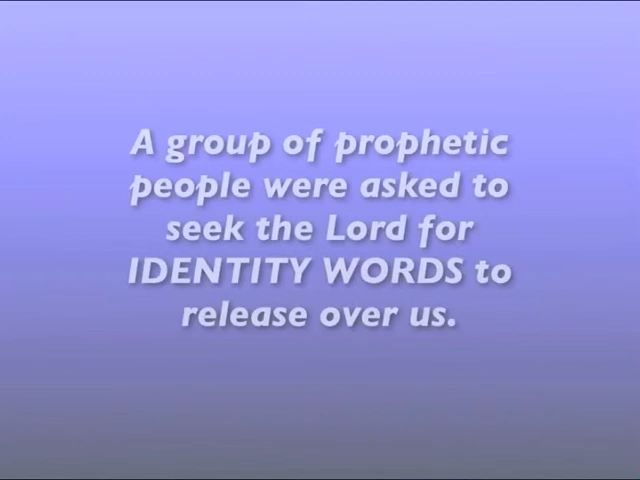 A group of prophetic
people were asked to
seek the Lord for
IDENTITY WORDS to
release over us.